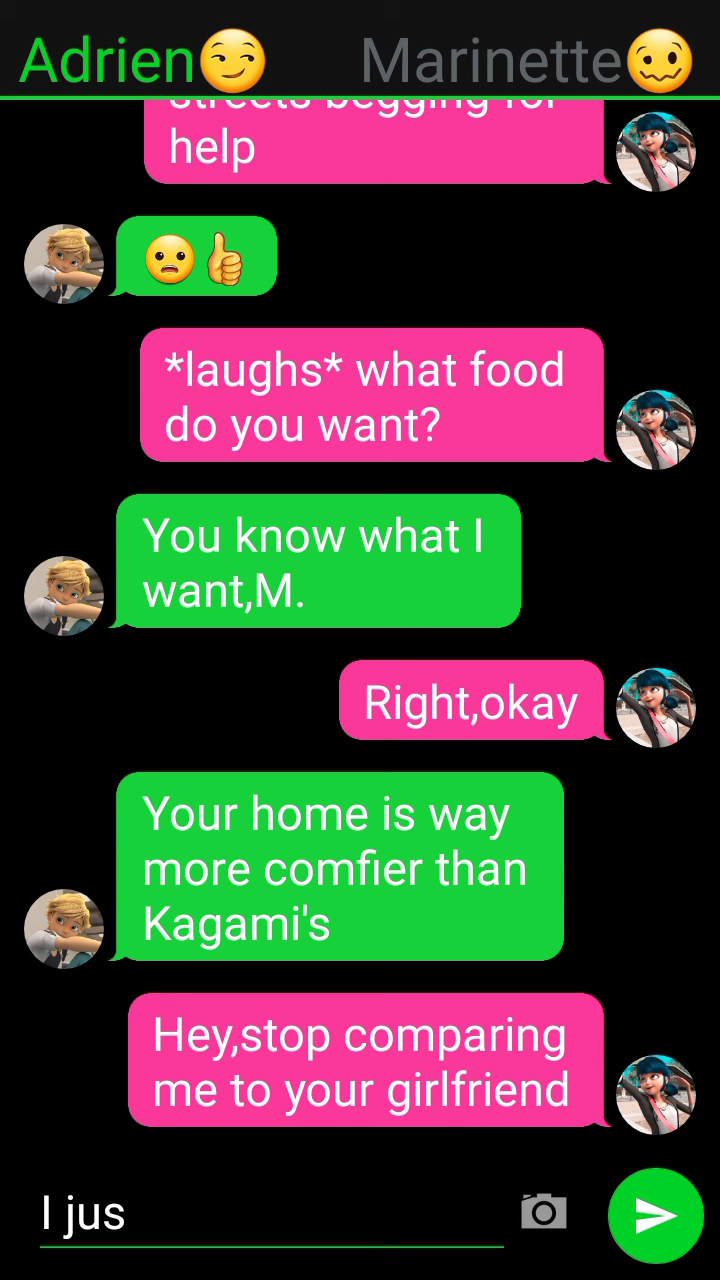 Adrien😏 Marinette🥴
streets begging for
help
😦👍
*laughs* what food
do you want?
You know what I
want,M.
Right,okay
Your home is way
more comfier than
Kagami's
Hey,stop comparing
me to your girlfriend
I jus